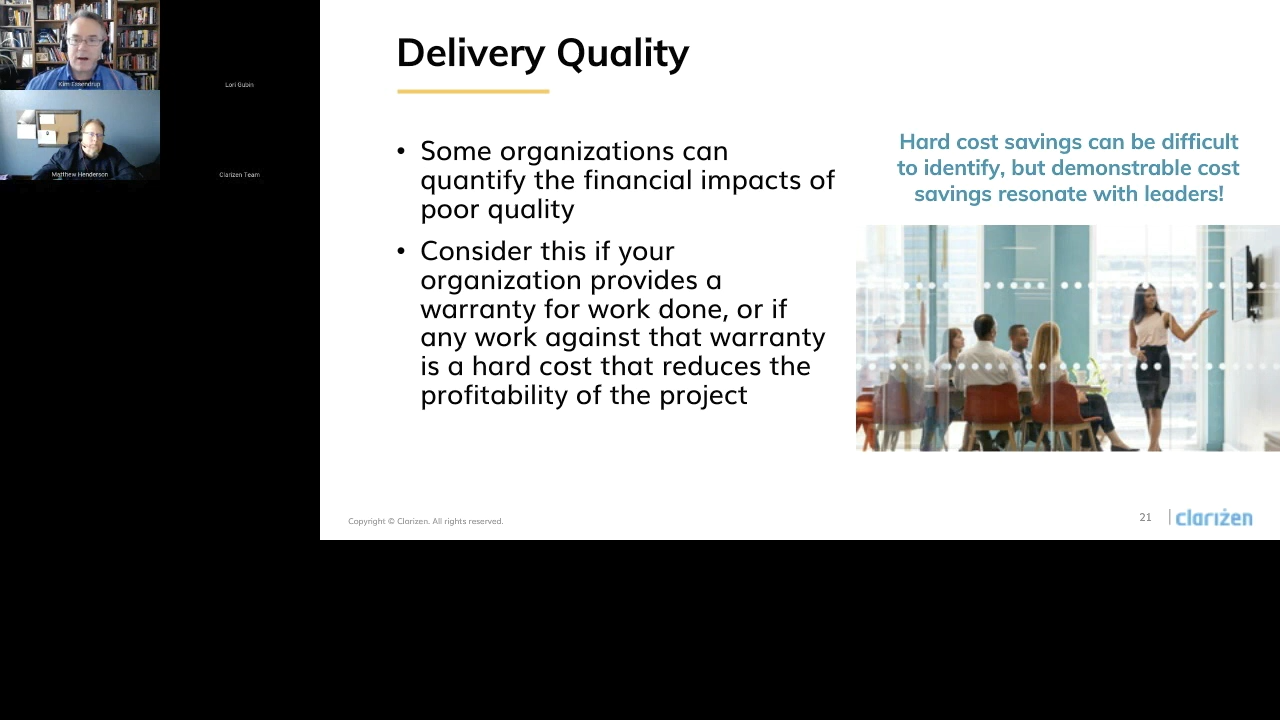 Kim Essendrup
Lori Gubin
Matthew Henderson
Clarizen Team
Delivery Quality
• Some organizations can
quantify the financial impacts of
poor quality
• Consider this if your
organization provides a
warranty for work done, or if
any work against that warranty
is a hard cost that reduces the
profitability of the project
Hard cost savings can be difficult
to identify, but demonstrable cost
savings resonate with leaders!
Copyright © Clarizen. All rights reserved.
21
clarizen